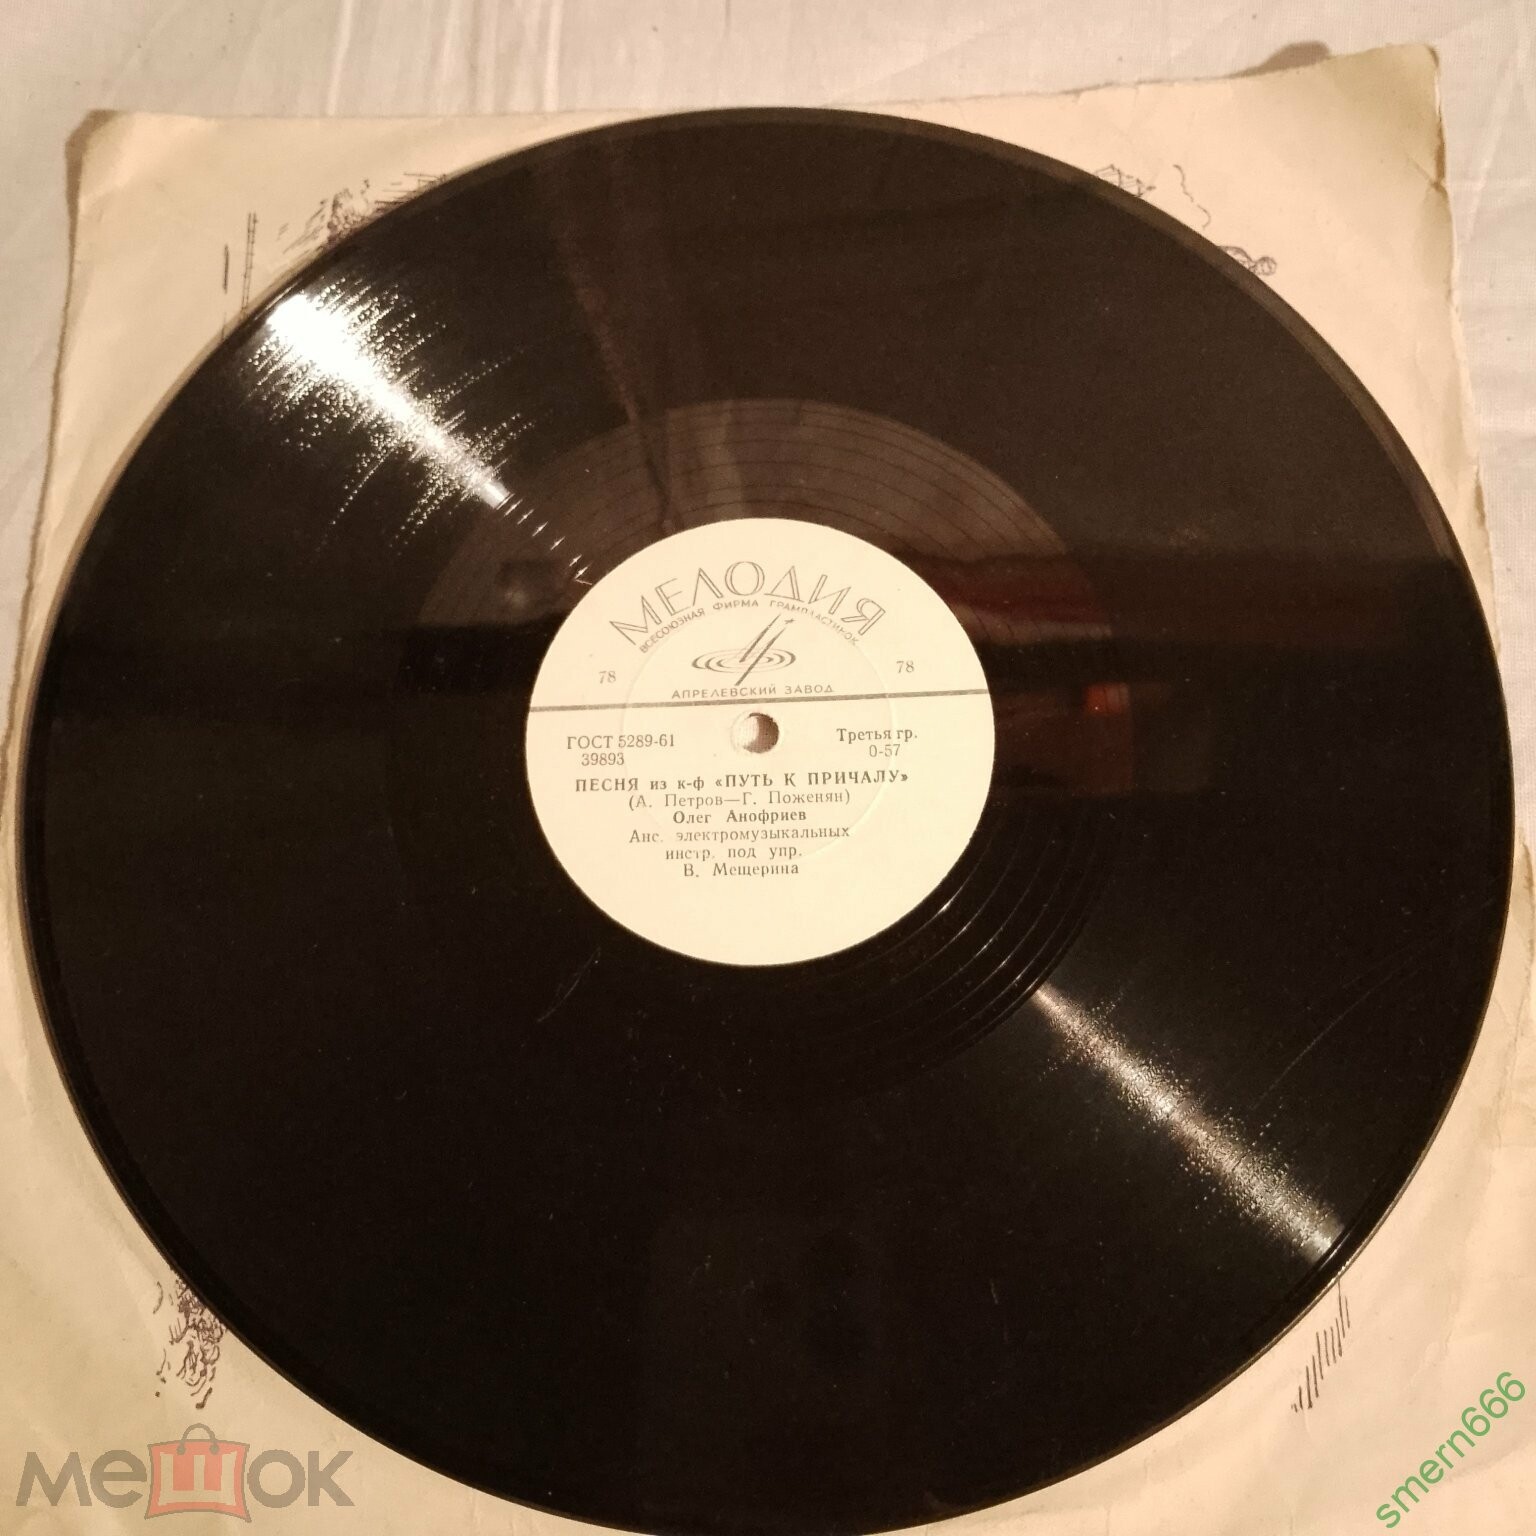 МЕЛОДИЯ
ВСЕСОЮЗНАЯ ФИРМА ГРАМПЛАСТИНОК
78
78
АПРЕЛЕВСКИЙ ЗАВОД
ГОСТ 5289-61
Третья гр.
39893
0-57
ПЕСНЯ из к-ф «ПУТЬ К ПРИЧАЛУ»
(А. Петров—Г. Поженян)
Олег Анофриев
Анс. электромузыкальных
инстр. под упр.
В. Мещерина
мешок
smern666